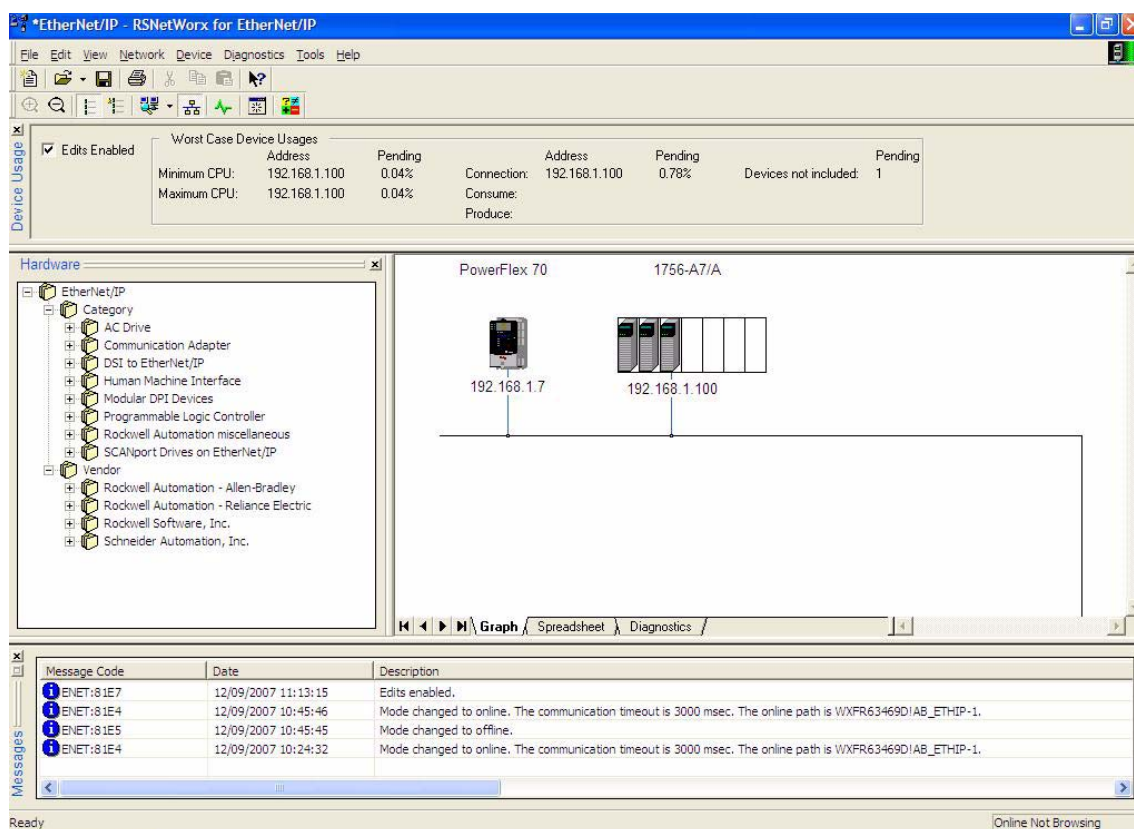 *EtherNet/IP - RSNetWorx for EtherNet/IP
File Edit View Network Device Diagnostics Tools Help
Device Usage
Edits Enabled
Worst Case Device Usages
Address Pending Address Pending Pending
Minimum CPU: 192.168.1.100 0.04% Connection: 192.168.1.100 0.78% Devices not included: 1
Maximum CPU: 192.168.1.100 0.04% Consume:
Produce:
Hardware
EtherNet/IP
Category
AC Drive
Communication Adapter
DSI to EtherNet/IP
Human Machine Interface
Modular DPI Devices
Programmable Logic Controller
Rockwell Automation miscellaneous
SCANport Drives on EtherNet/IP
Vendor
Rockwell Automation - Allen-Bradley
Rockwell Automation - Reliance Electric
Rockwell Software, Inc.
Schneider Automation, Inc.
PowerFlex 70 1756-A7/A
192.168.1.7 192.168.1.100
Graph Spreadsheet Diagnostics
Messages
Message Code Date Description
ENET:81E7 12/09/2007 11:13:15 Edits enabled.
ENET:81E4 12/09/2007 10:45:46 Mode changed to online. The communication timeout is 3000 msec. The online path is WXFR63469D!AB_ETHIP-1.
ENET:81E5 12/09/2007 10:45:45 Mode changed to offline.
ENET:81E4 12/09/2007 10:24:32 Mode changed to online. The communication timeout is 3000 msec. The online path is WXFR63469D!AB_ETHIP-1.
Ready Online Not Browsing